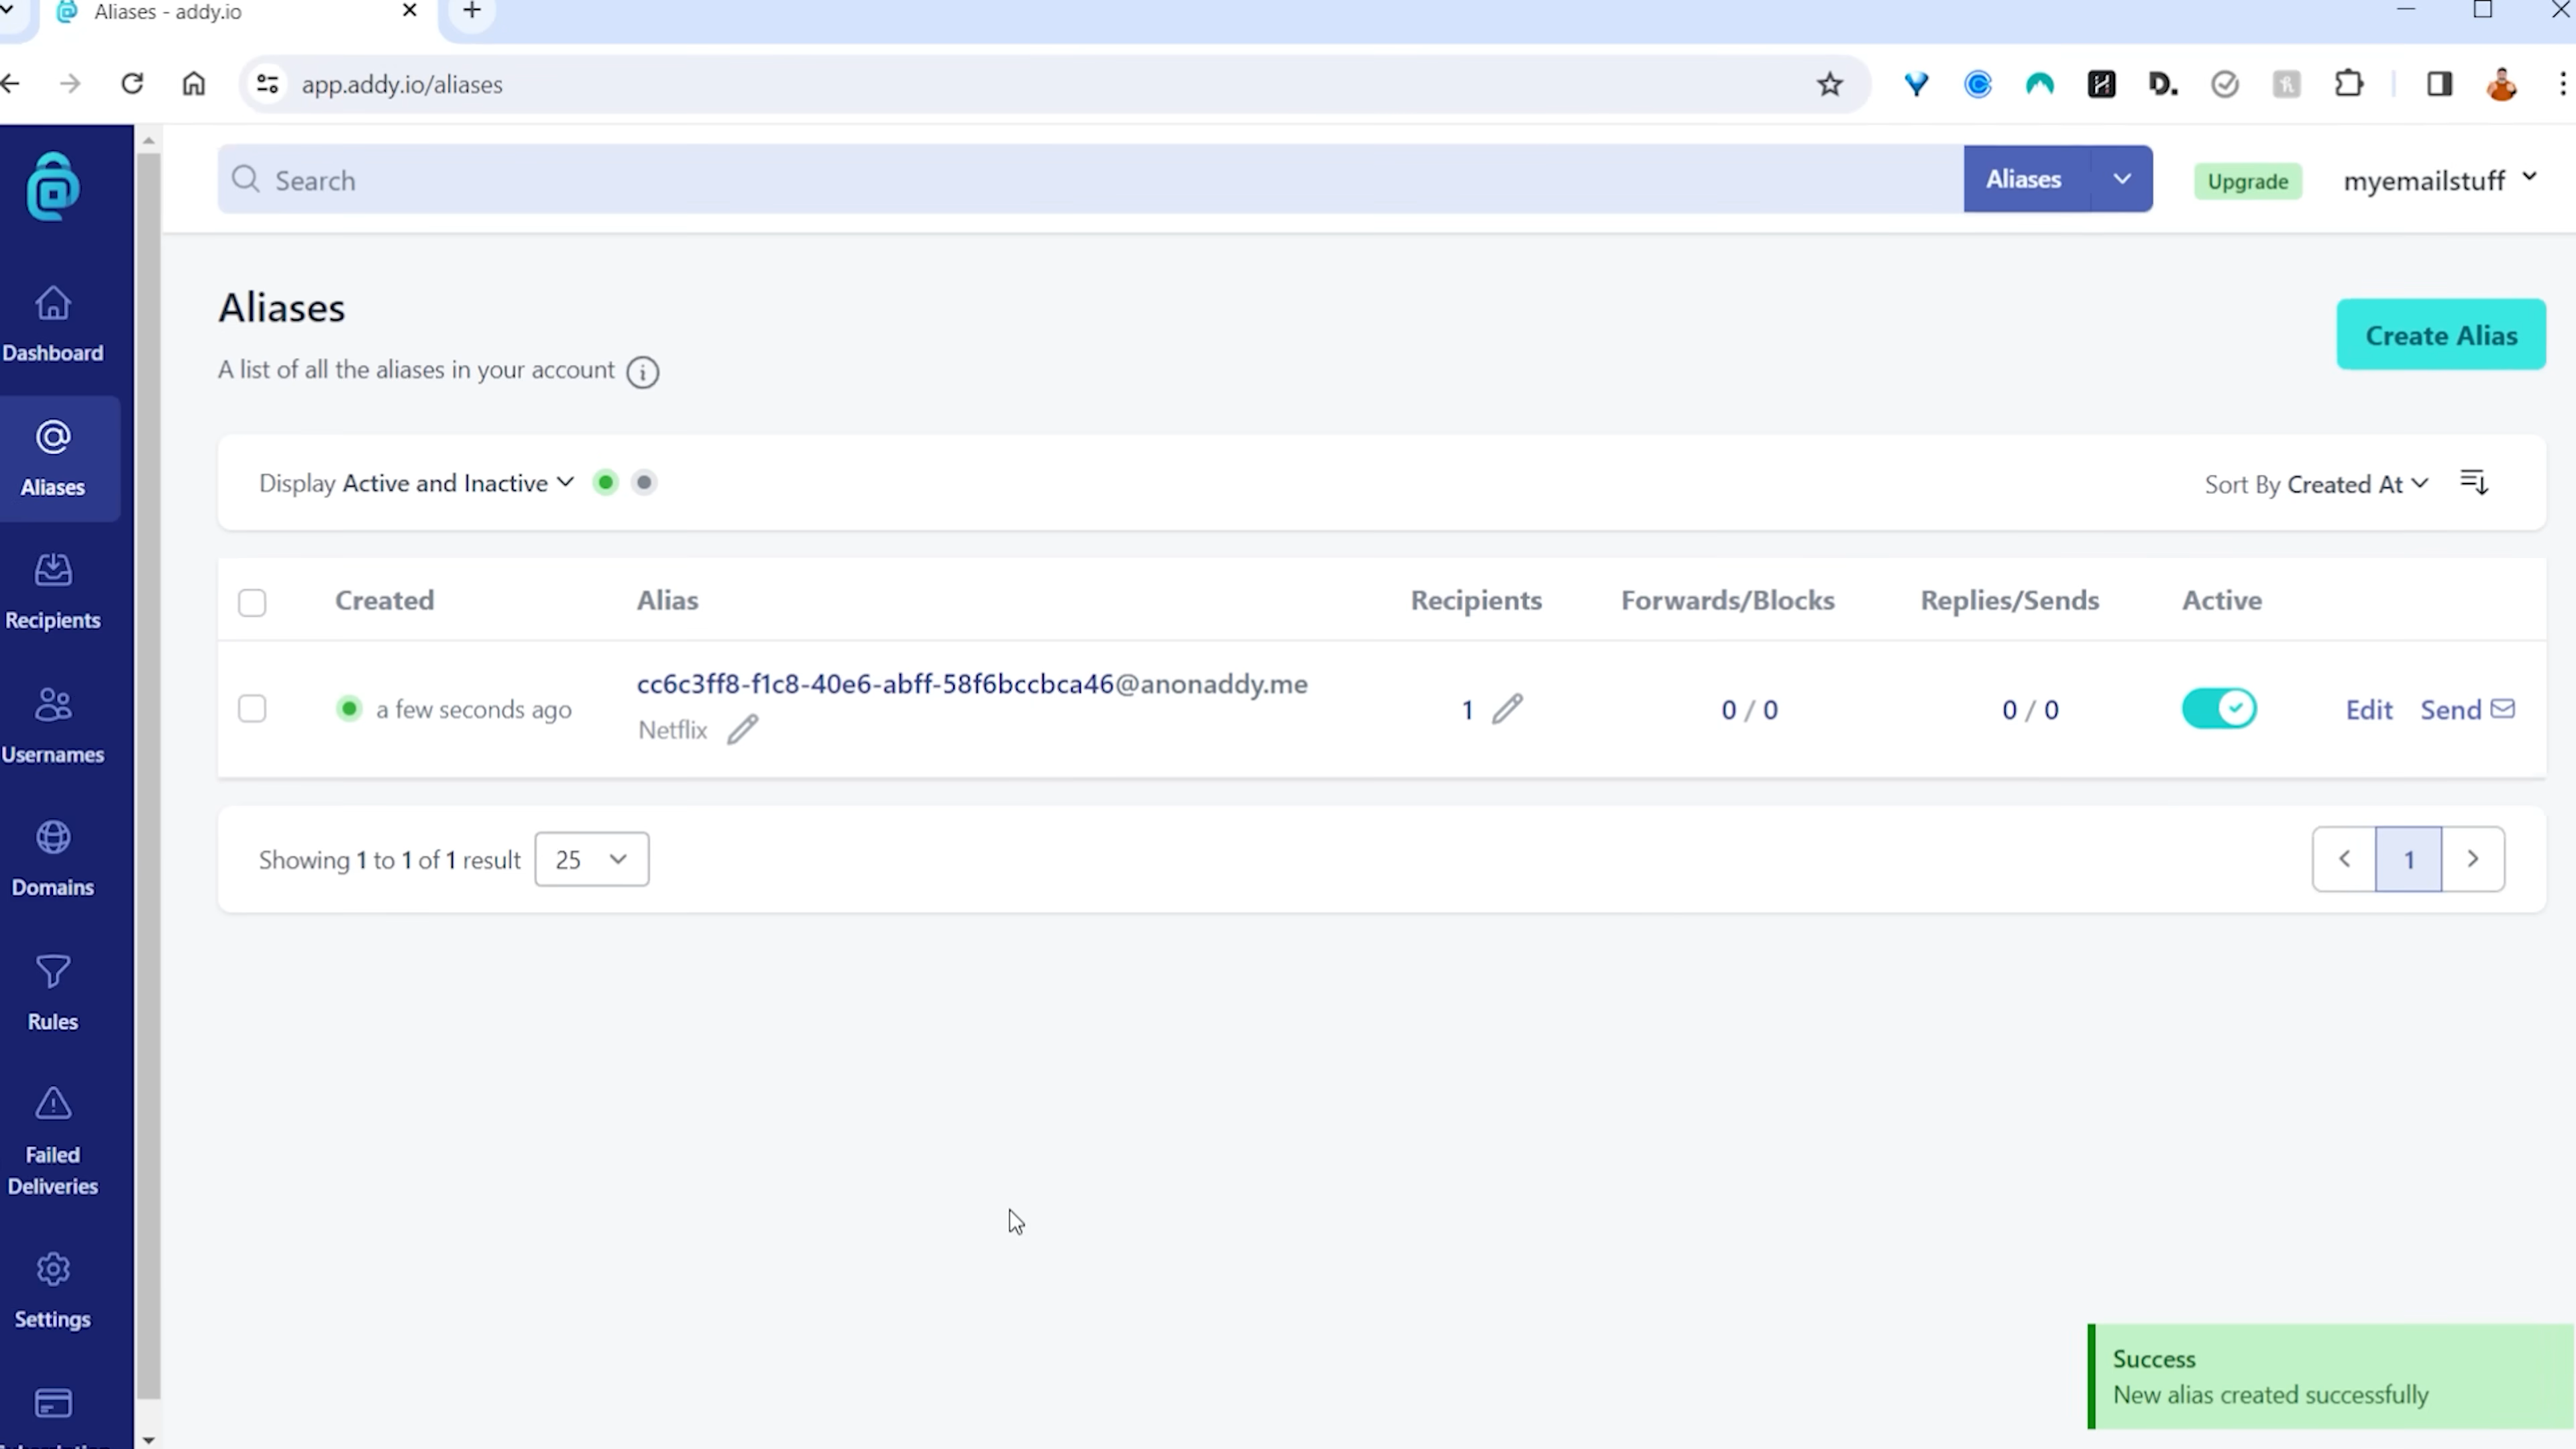 Aliases - addy.io
app.addy.io/aliases
Search
Aliases
Upgrade
myemailstuff
Dashboard
Aliases
Recipients
Usernames
Domains
Rules
Failed
Deliveries
Settings
Aliases
A list of all the aliases in your account
Create Alias
Display Active and Inactive
Sort By Created At
Created Alias Recipients Forwards/Blocks Replies/Sends Active
a few seconds ago cc6c3ff8-f1c8-40e6-abff-58f6bccbca46@anonaddy.me 1 0 / 0 0 / 0 Edit Send
Netflix
Showing 1 to 1 of 1 result 25
1
Success
New alias created successfully